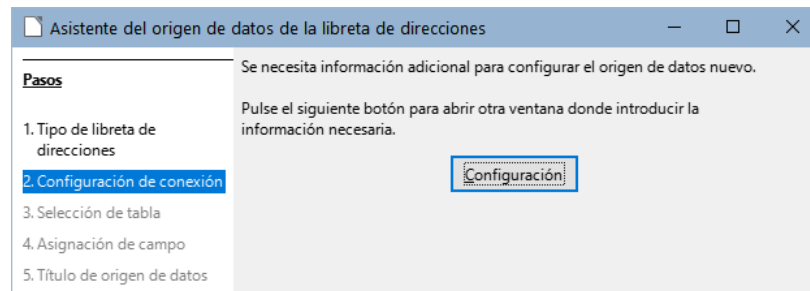 Asistente del origen de datos de la libreta de direcciones
Pasos
1. Tipo de libreta de
direcciones
2. Configuración de conexión
3. Selección de tabla
4. Asignación de campo
5. Título de origen de datos
Se necesita información adicional para configurar el origen de datos nuevo.
Pulse el siguiente botón para abrir otra ventana donde introducir la
información necesaria.
Configuración